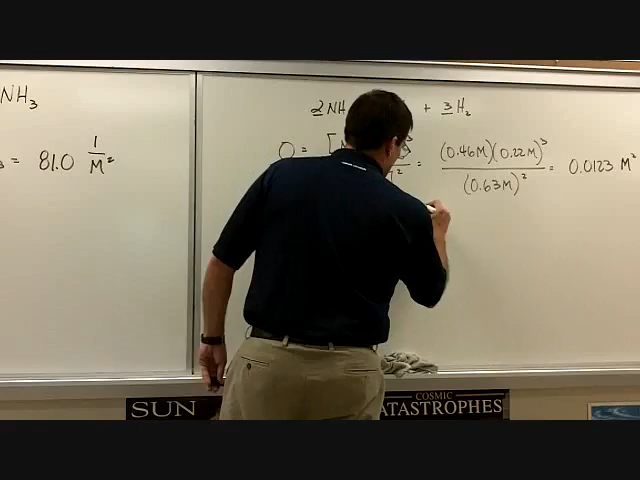 NH₃
= 81.0 1/M²
2NH + 3H₂
Q = [ = (0.46M)(0.22M)³/(0.63M)² = 0.0123 M²
SUN
COSMIC
ATASTROPHES